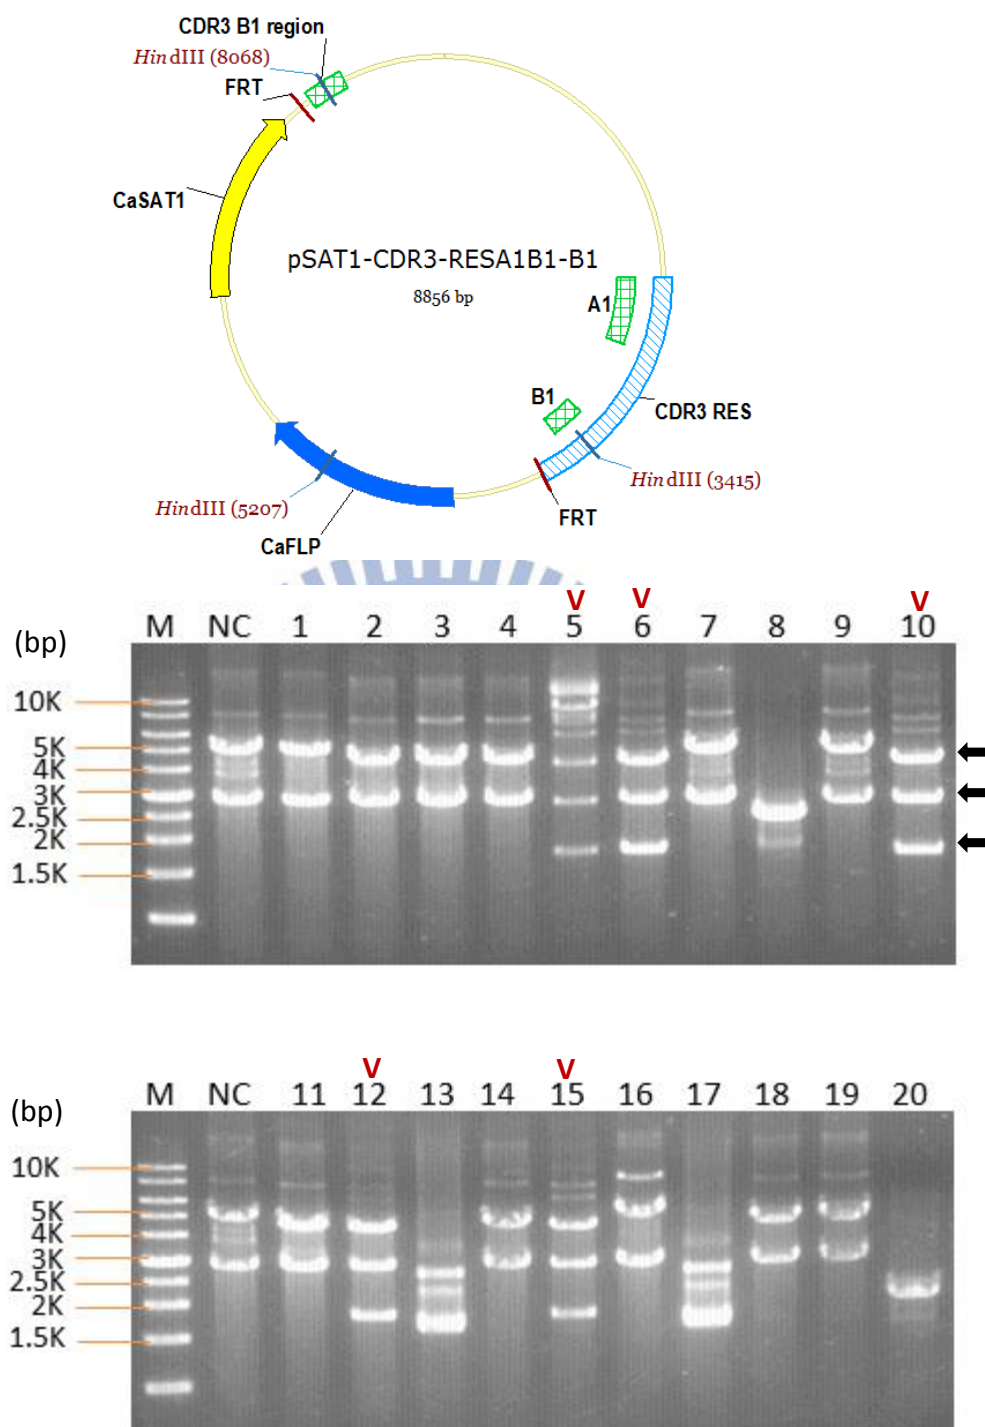 CDR3 B1 region
HindIII (8068)
FRT
CaSAT1
pSAT1-CDR3-RESA1B1-B1
8856 bp
A1
B1
CDR3 RES
HindIII (3415)
HindIII (5207)
FRT
CaFLP
V V V
(bp) M NC 1 2 3 4 5 6 7 8 9 10
10K
5K
4K
3K
2.5K
2K
1.5K
V V
(bp) M NC 11 12 13 14 15 16 17 18 19 20
10K
5K
4K
3K
2.5K
2K
1.5K